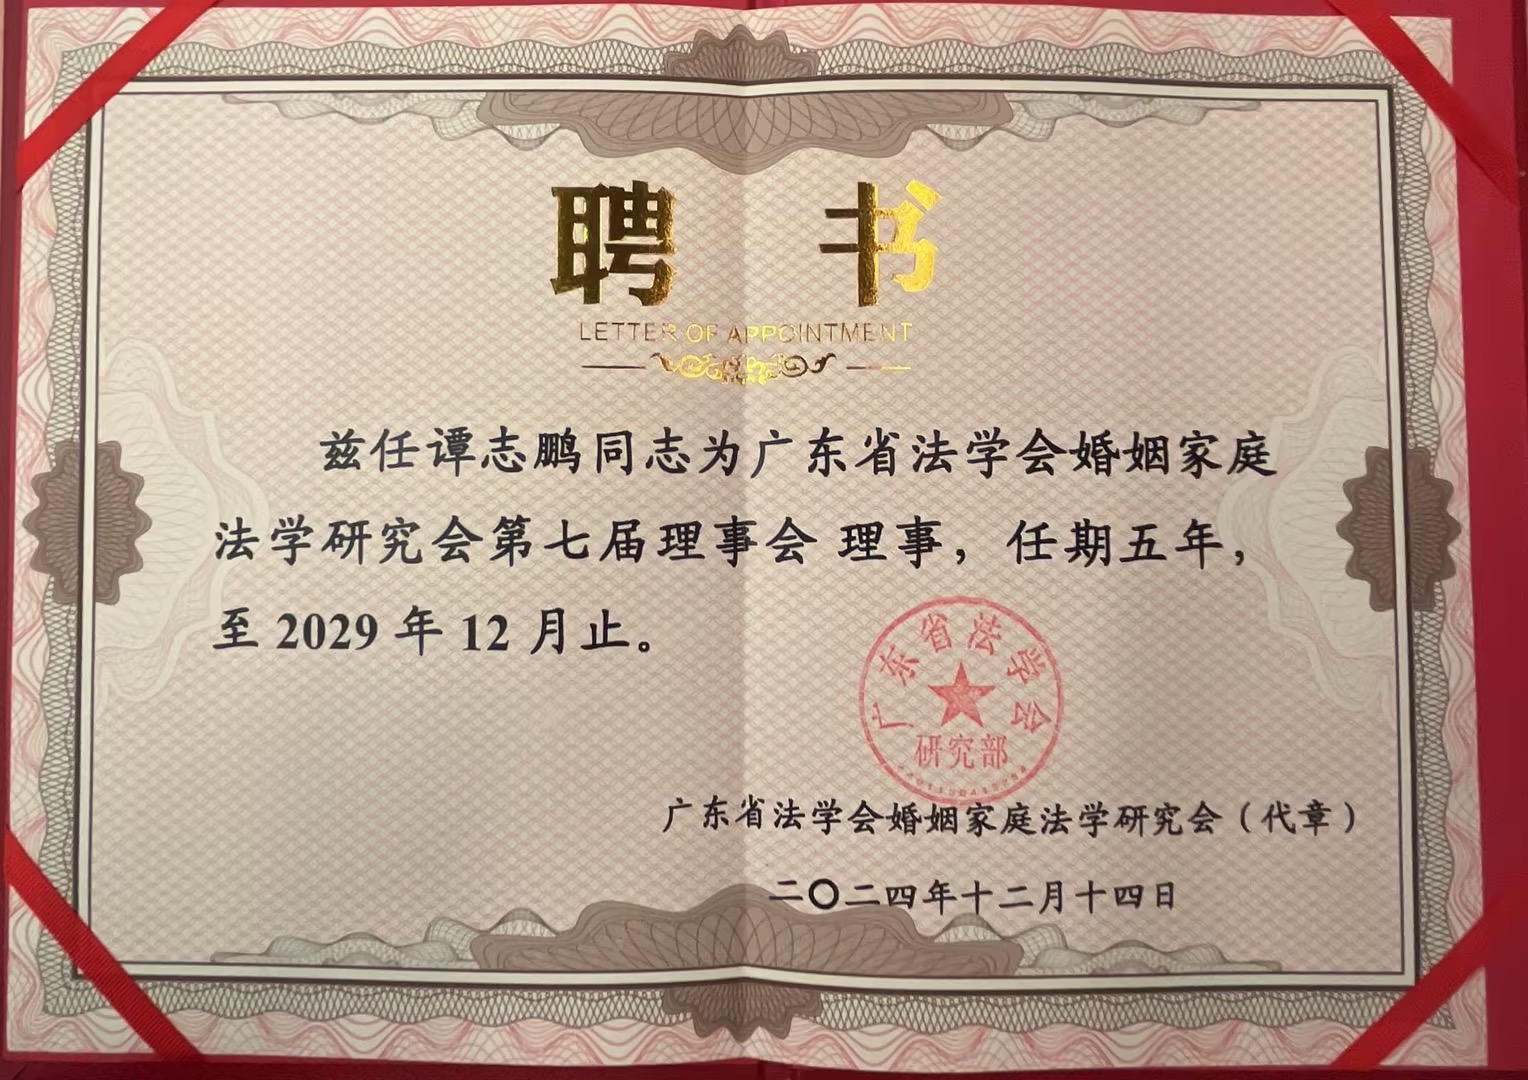 聘 书
LETTER OF APPOINTMENT
兹任谭志鹏同志为广东省法学会婚姻家庭
法学研究会第七届理事会 理事，任期五年，
至 2029 年 12 月止。
广东省法学会
研究部
广东省法学会婚姻家庭法学研究会（代章）
二〇二四年十二月十四日